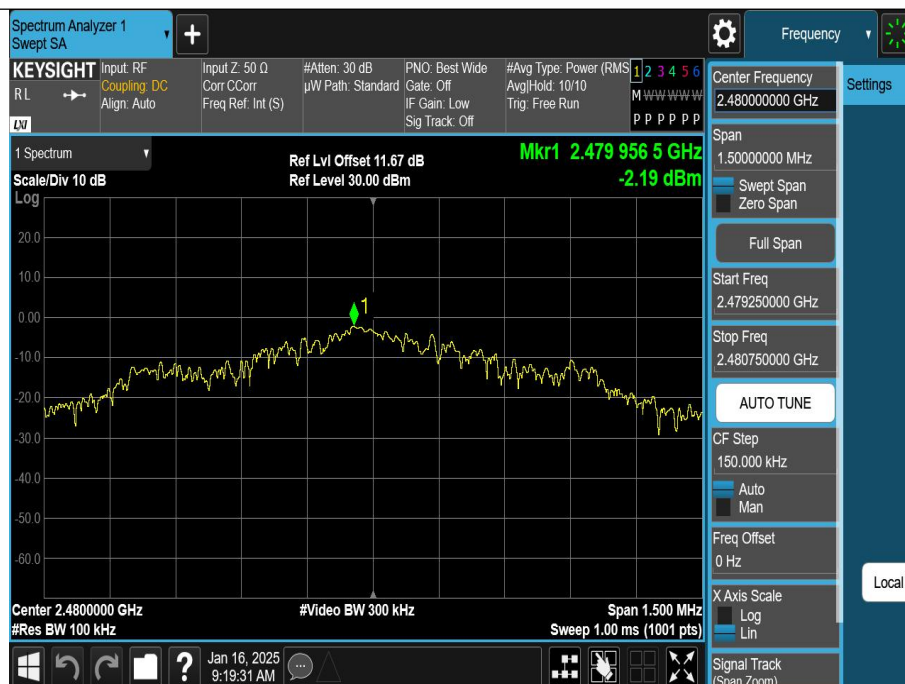 Spectrum Analyzer 1
Swept SA
Frequency
KEYSIGHT
RL
LXI
Input: RF
Coupling: DC
Align: Auto
Input Z: 50 Ω
Corr CCorr
Freq Ref: Int (S)
#Atten: 30 dB
µW Path: Standard
PNO: Best Wide
Gate: Off
IF Gain: Low
Sig Track: Off
#Avg Type: Power (RMS
Avg|Hold: 10/10
Trig: Free Run
1 2 3 4 5 6
M W W W W W
P P P P P P
1 Spectrum
Scale/Div 10 dB
Ref Lvl Offset 11.67 dB
Ref Level 30.00 dBm
Mkr1 2.479 956 5 GHz
-2.19 dBm
Log
20.0
10.0
0.00
-10.0
-20.0
-30.0
-40.0
-50.0
-60.0
1
Center 2.4800000 GHz
#Res BW 100 kHz
#Video BW 300 kHz
Span 1.500 MHz
Sweep 1.00 ms (1001 pts)
?
Jan 16, 2025
9:19:31 AM
Center Frequency
2.480000000 GHz
Span
1.50000000 MHz
Swept Span
Zero Span
Full Span
Start Freq
2.479250000 GHz
Stop Freq
2.480750000 GHz
AUTO TUNE
CF Step
150.000 kHz
Auto
Man
Freq Offset
0 Hz
X Axis Scale
Log
Lin
Signal Track
(Span Zoom)
Settings
Local